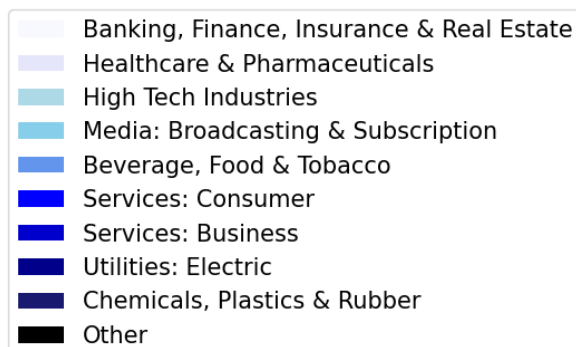 Banking, Finance, Insurance & Real Estate
Healthcare & Pharmaceuticals
High Tech Industries
Media: Broadcasting & Subscription
Beverage, Food & Tobacco
Services: Consumer
Services: Business
Utilities: Electric
Chemicals, Plastics & Rubber
Other